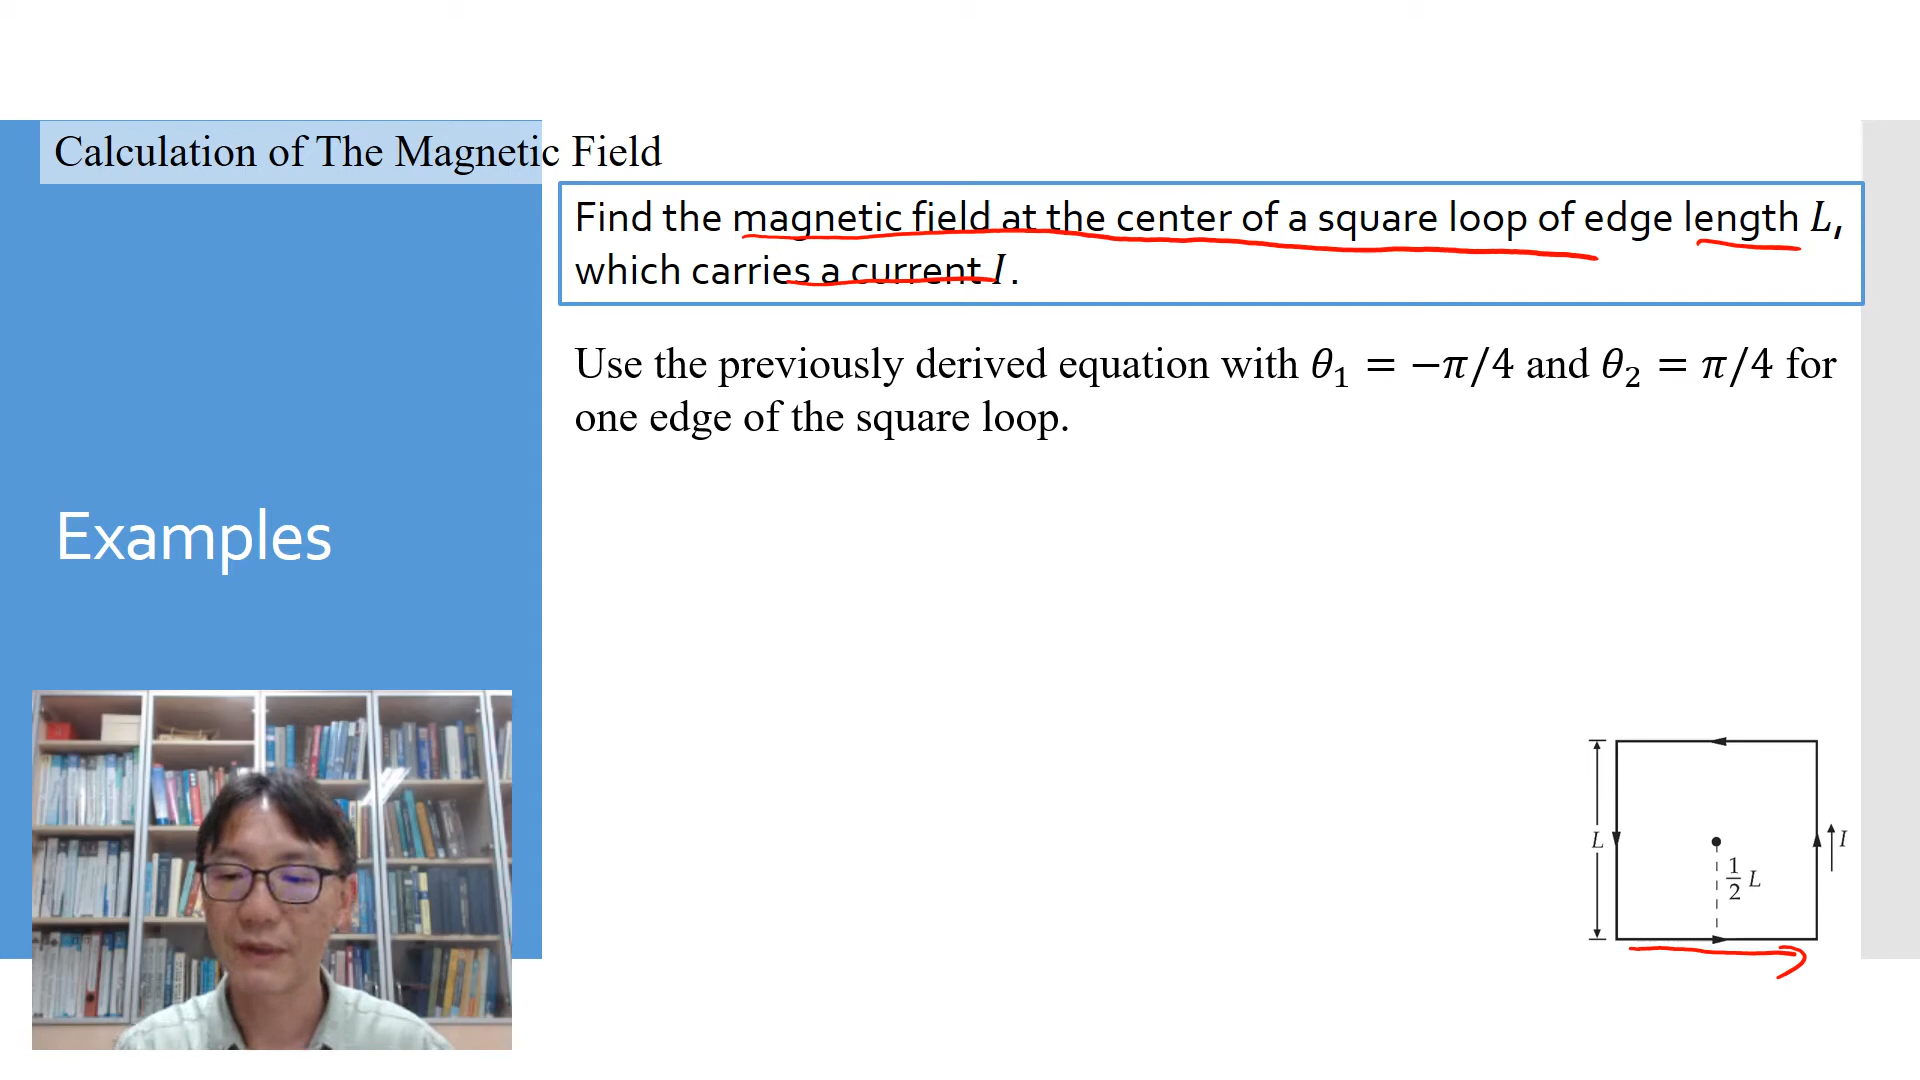 Calculation of The Magnetic Field
Find the magnetic field at the center of a square loop of edge length L,
which carries a current I.
Use the previously derived equation with θ₁ = −π/4 and θ₂ = π/4 for
one edge of the square loop.
Examples
L
I
1/2 L